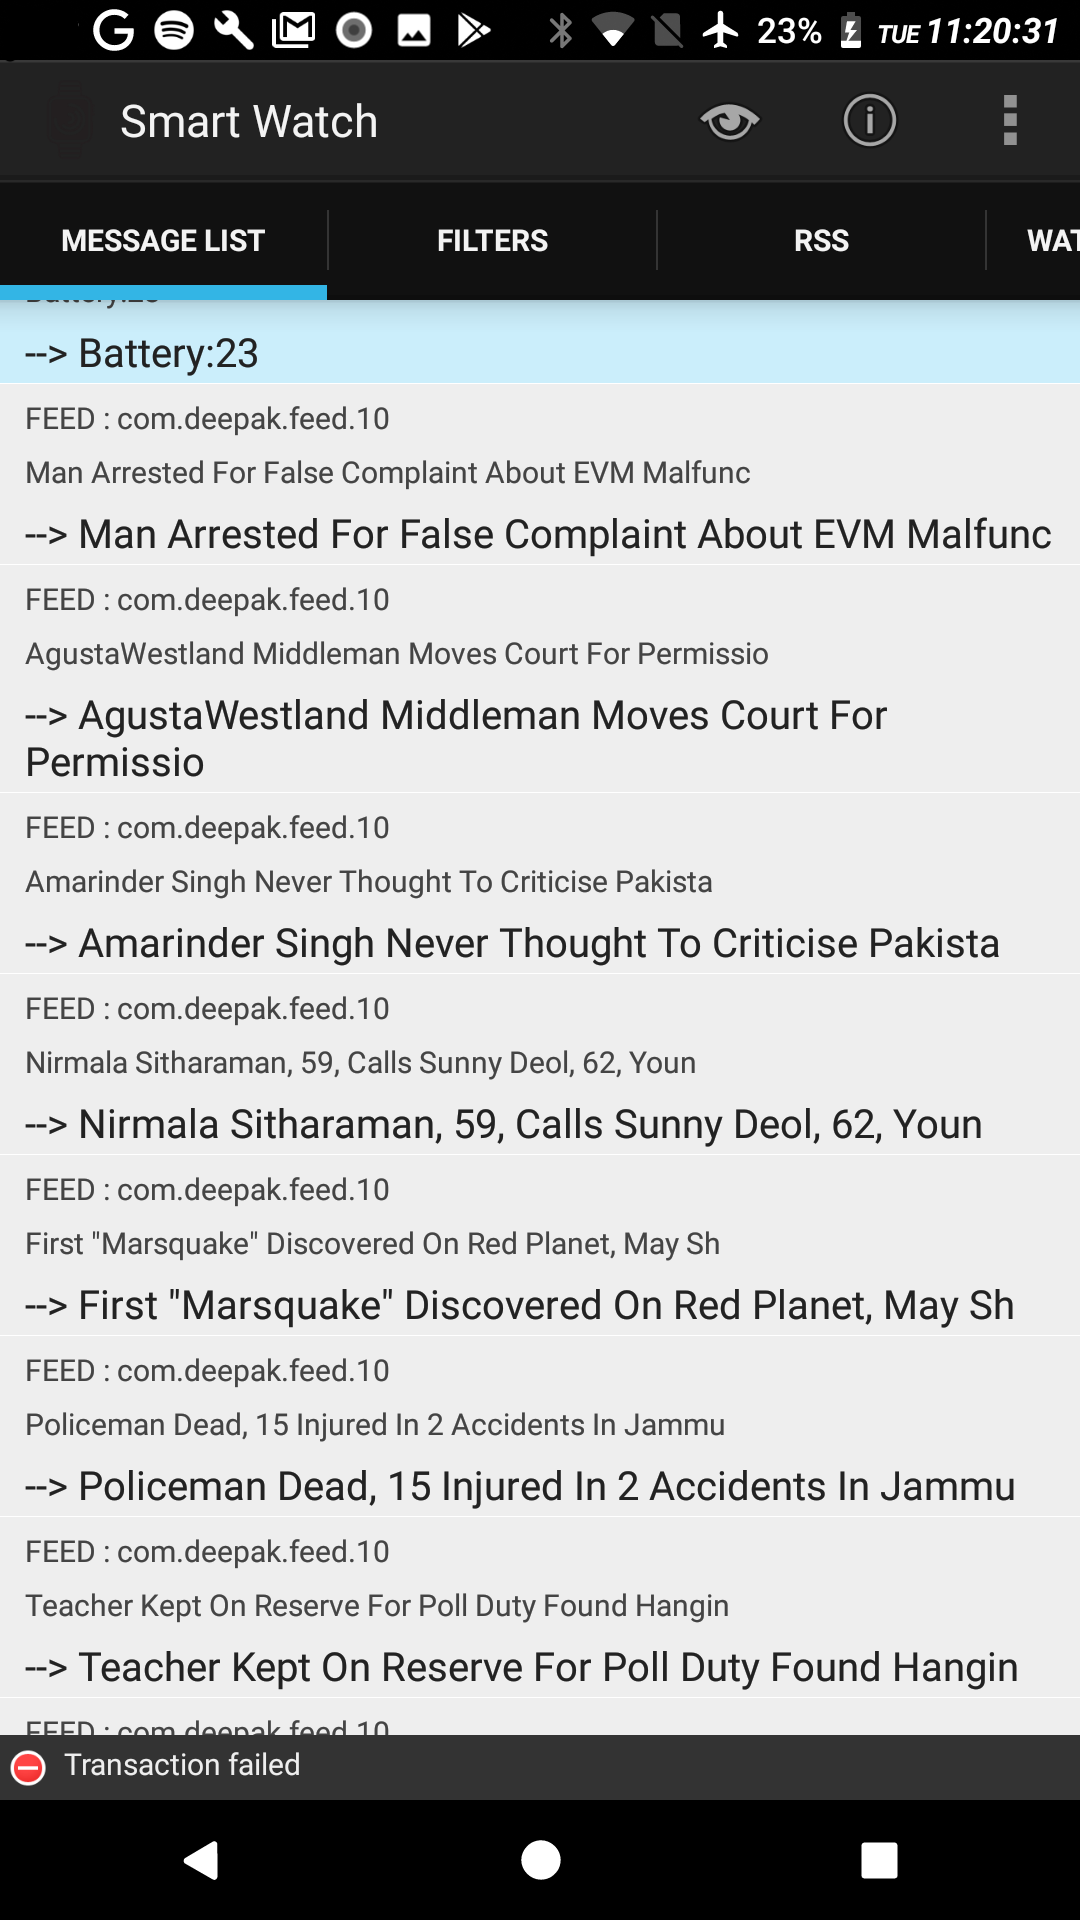 23% TUE 11:20:31
Smart Watch
MESSAGE LIST FILTERS RSS WAT
--> Battery:23
FEED : com.deepak.feed.10
Man Arrested For False Complaint About EVM Malfunc
--> Man Arrested For False Complaint About EVM Malfunc
FEED : com.deepak.feed.10
AgustaWestland Middleman Moves Court For Permissio
--> AgustaWestland Middleman Moves Court For
Permissio
FEED : com.deepak.feed.10
Amarinder Singh Never Thought To Criticise Pakista
--> Amarinder Singh Never Thought To Criticise Pakista
FEED : com.deepak.feed.10
Nirmala Sitharaman, 59, Calls Sunny Deol, 62, Youn
--> Nirmala Sitharaman, 59, Calls Sunny Deol, 62, Youn
FEED : com.deepak.feed.10
First "Marsquake" Discovered On Red Planet, May Sh
--> First "Marsquake" Discovered On Red Planet, May Sh
FEED : com.deepak.feed.10
Policeman Dead, 15 Injured In 2 Accidents In Jammu
--> Policeman Dead, 15 Injured In 2 Accidents In Jammu
FEED : com.deepak.feed.10
Teacher Kept On Reserve For Poll Duty Found Hangin
--> Teacher Kept On Reserve For Poll Duty Found Hangin
FEED : com.deepak.feed.10
Transaction failed